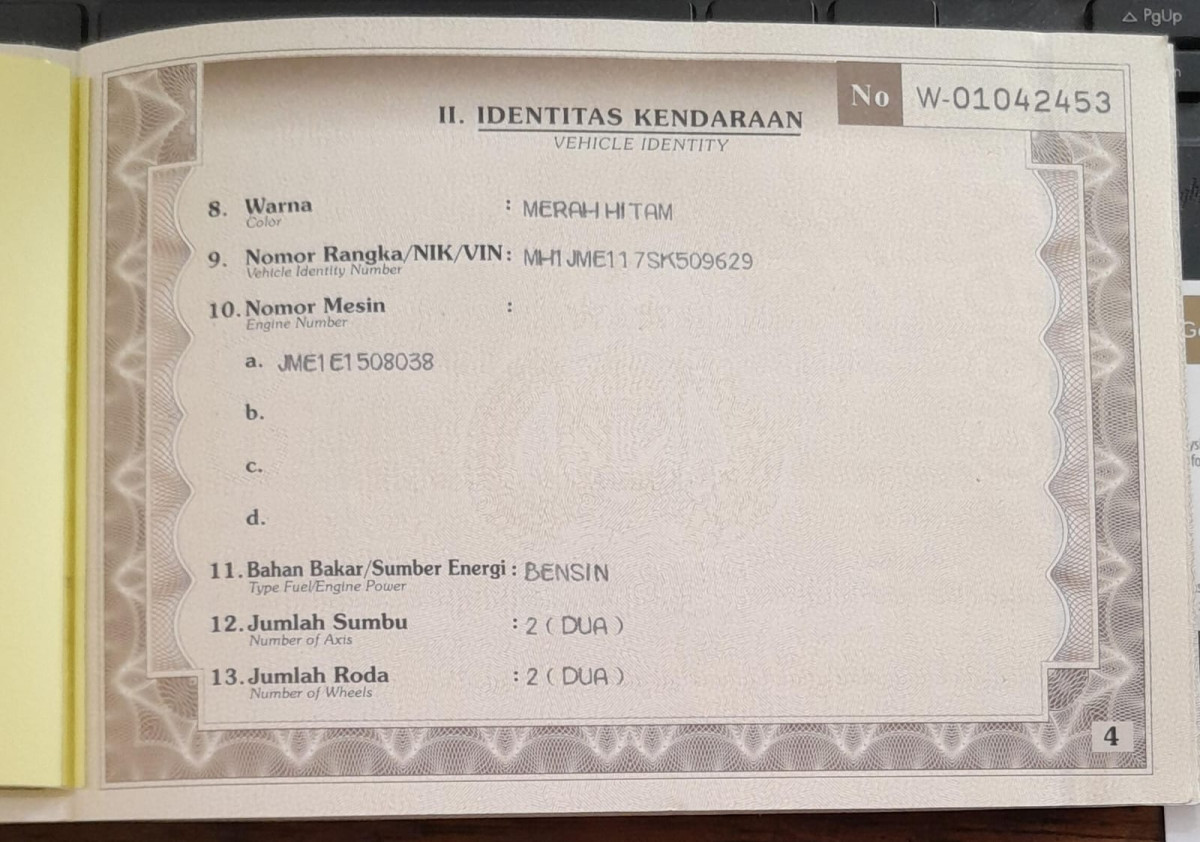 △ PgUp
No W-01042453
II. IDENTITAS KENDARAAN
VEHICLE IDENTITY
8. Warna : MERAH HITAM
Color
9. Nomor Rangka/NIK/VIN: MH1JME117SK509629
Vehicle Identity Number
10. Nomor Mesin :
Engine Number
a. JME1E1508038
b.
c.
d.
11. Bahan Bakar/Sumber Energi : BENSIN
Type Fuel/Engine Power
12. Jumlah Sumbu : 2 ( DUA )
Number of Axis
13. Jumlah Roda : 2 ( DUA )
Number of Wheels
4